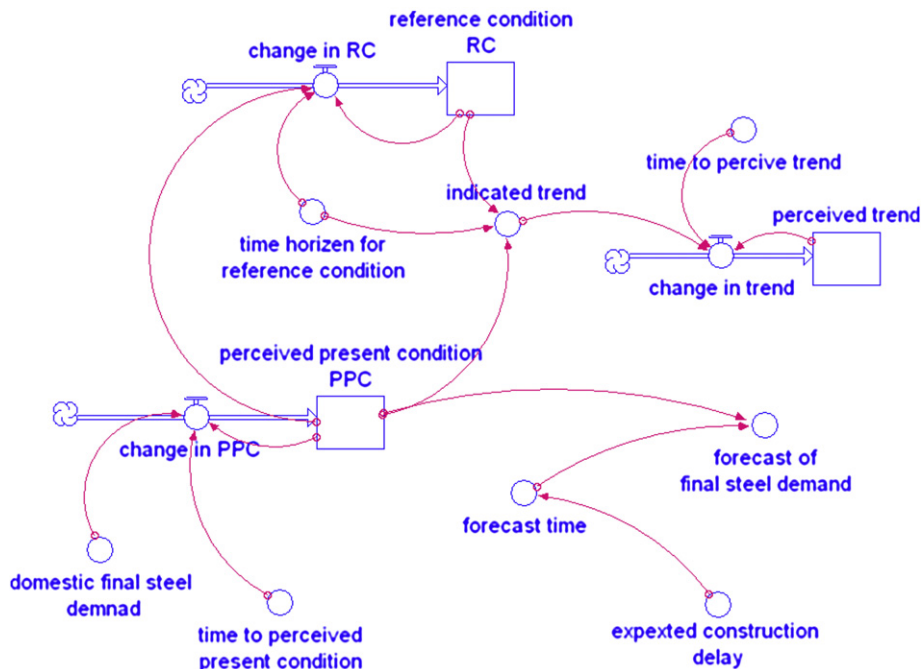 reference condition
RC
change in RC
time to percive trend
indicated trend
perceived trend
time horizen for
reference condition
change in trend
perceived present condition
PPC
change in PPC
forecast of
final steel demand
forecast time
domestic final steel
demnad
time to perceived
present condition
expexted construction
delay